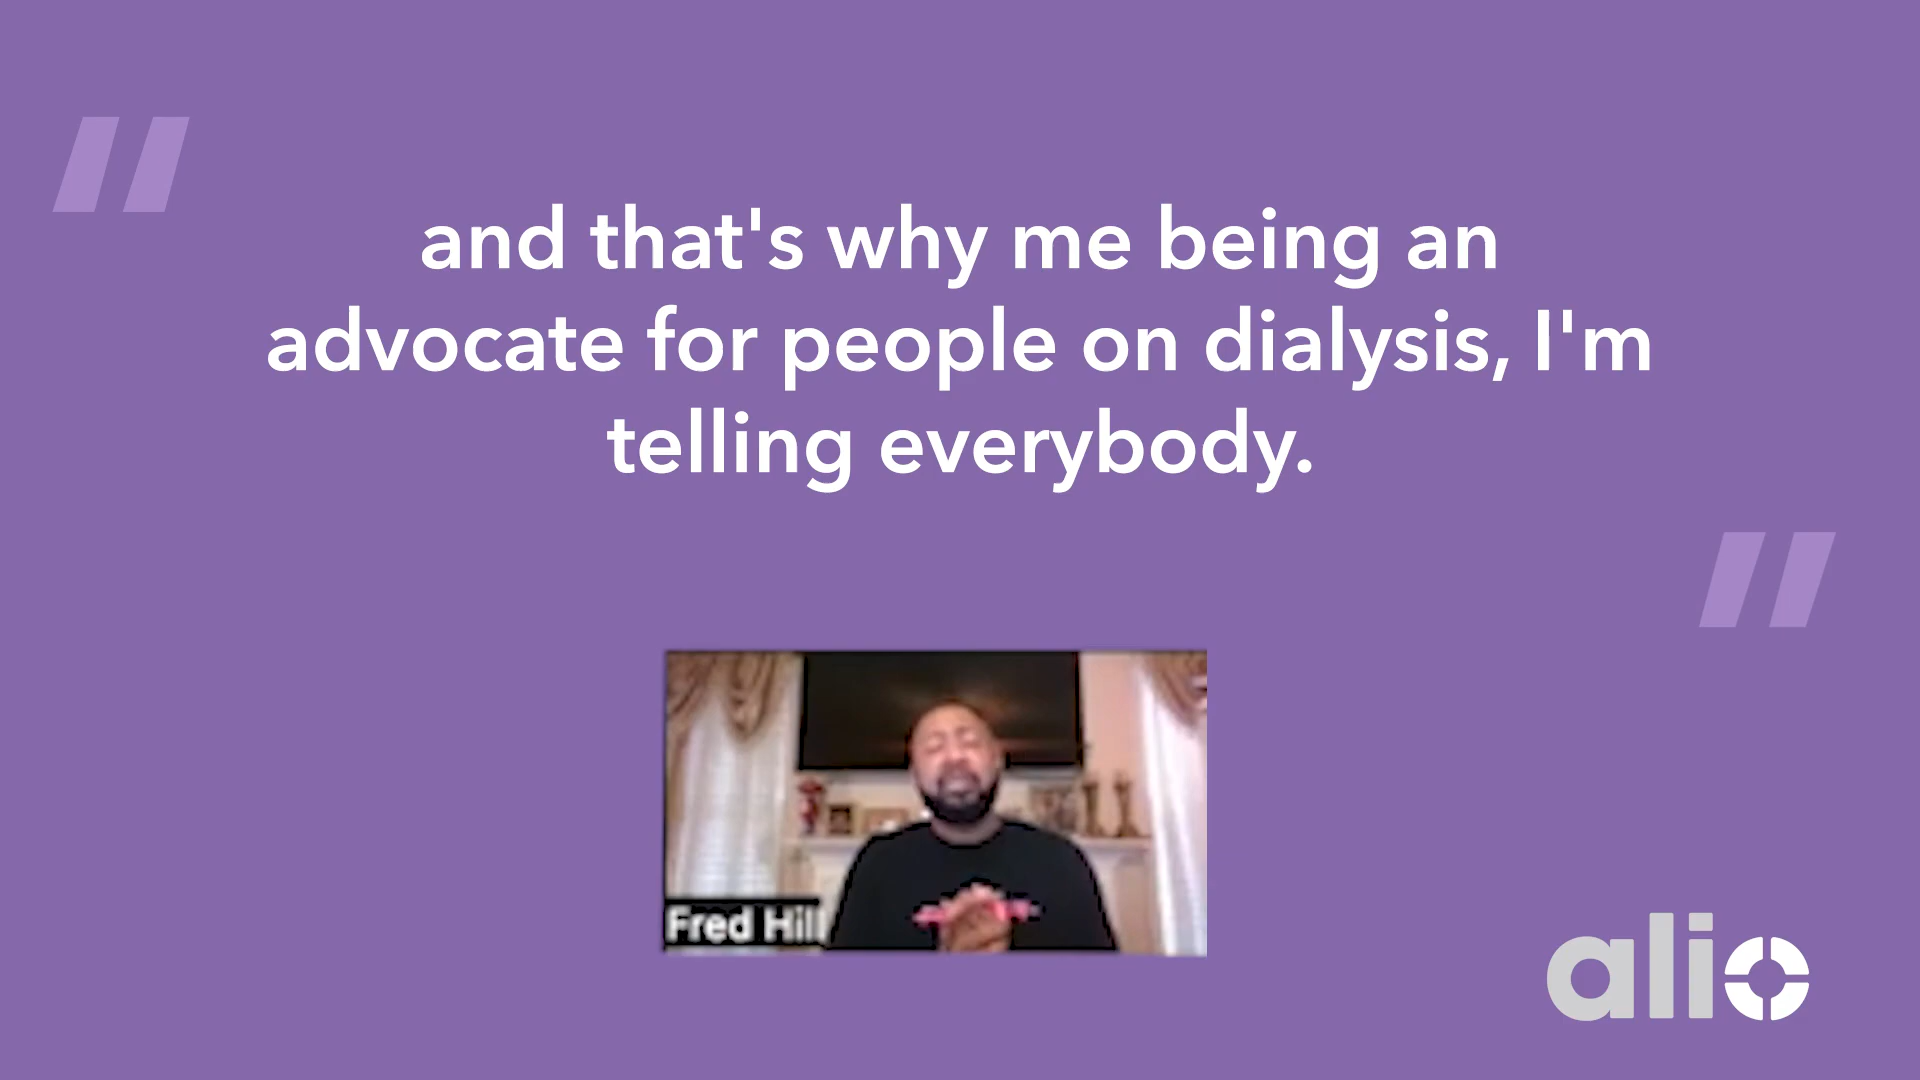 "
and that's why me being an
advocate for people on dialysis, I'm
telling everybody.
"
Fred Hill
alio